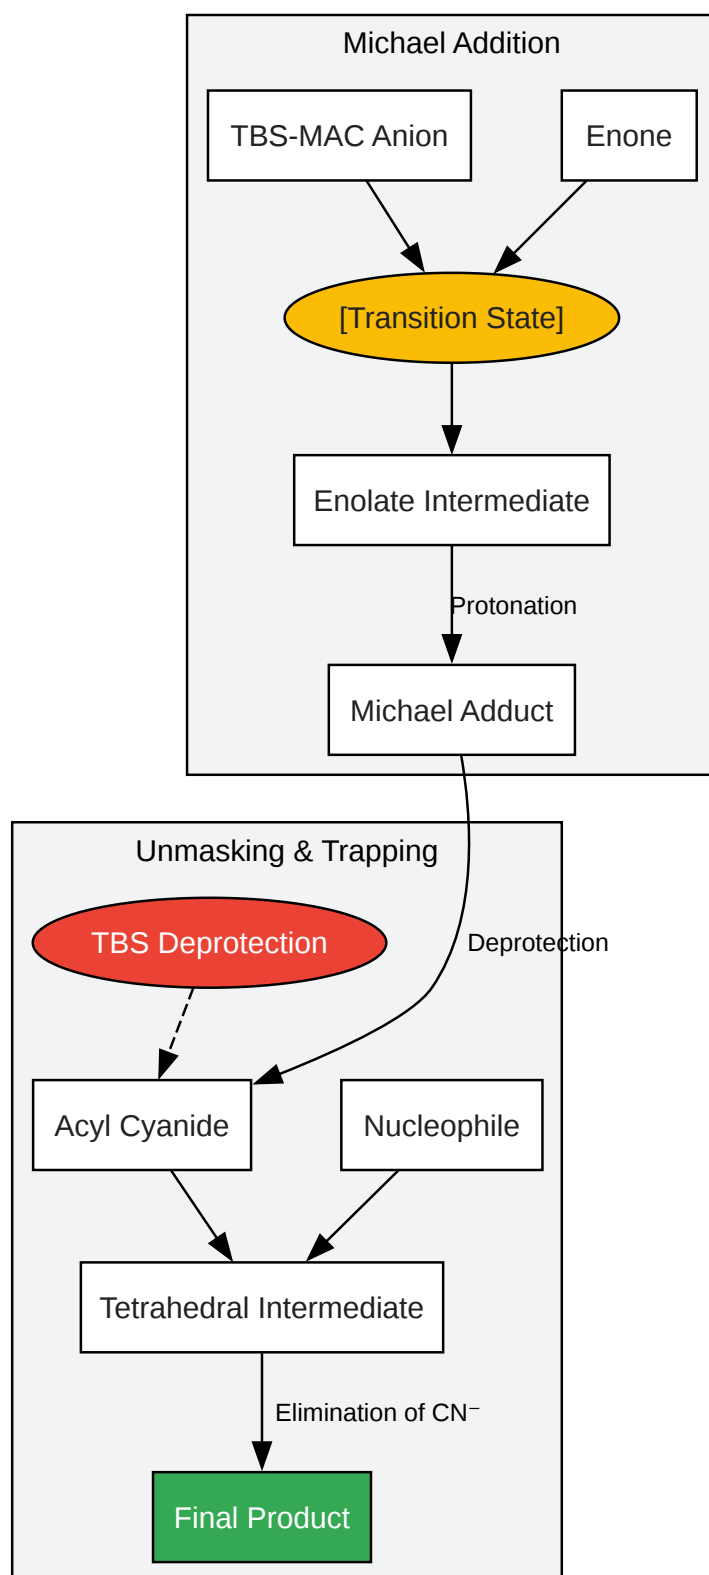 Michael Addition
TBS-MAC Anion
Enone
[Transition State]
Enolate Intermediate
Protonation
Michael Adduct
Unmasking & Trapping
TBS Deprotection
Deprotection
Acyl Cyanide
Nucleophile
Tetrahedral Intermediate
Elimination of CN⁻
Final Product